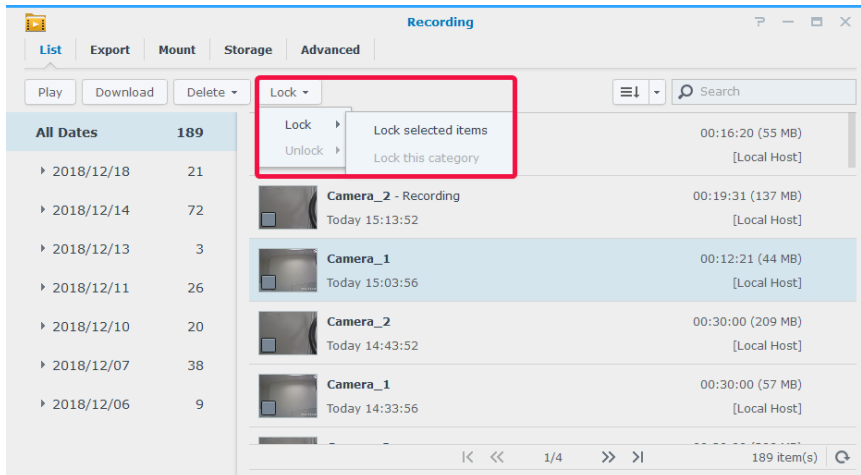 Recording
List Export Mount Storage Advanced
Play Download Delete Lock Search
All Dates 189
2018/12/18 21
2018/12/14 72
2018/12/13 3
2018/12/11 26
2018/12/10 20
2018/12/07 38
2018/12/06 9
Lock
Unlock
Lock selected items
Lock this category
00:16:20 (55 MB)
[Local Host]
Camera_2 - Recording 00:19:31 (137 MB)
Today 15:13:52 [Local Host]
Camera_1 00:12:21 (44 MB)
Today 15:03:56 [Local Host]
Camera_2 00:30:00 (209 MB)
Today 14:43:52 [Local Host]
Camera_1 00:30:00 (57 MB)
Today 14:33:56 [Local Host]
1/4 189 item(s)